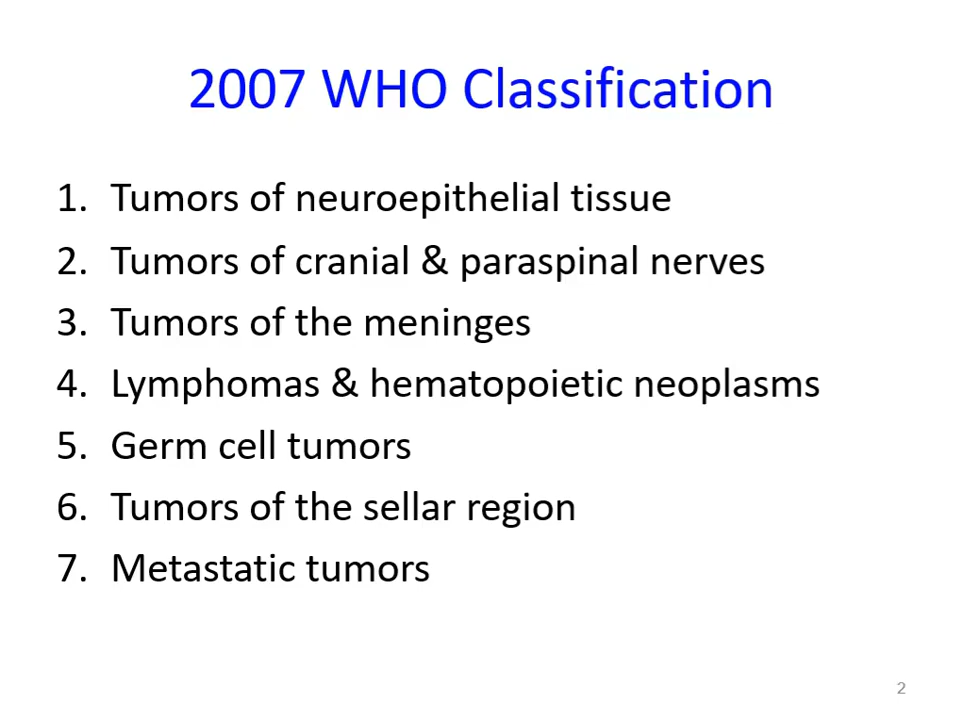 2007 WHO Classification
1. Tumors of neuroepithelial tissue
2. Tumors of cranial & paraspinal nerves
3. Tumors of the meninges
4. Lymphomas & hematopoietic neoplasms
5. Germ cell tumors
6. Tumors of the sellar region
7. Metastatic tumors
2